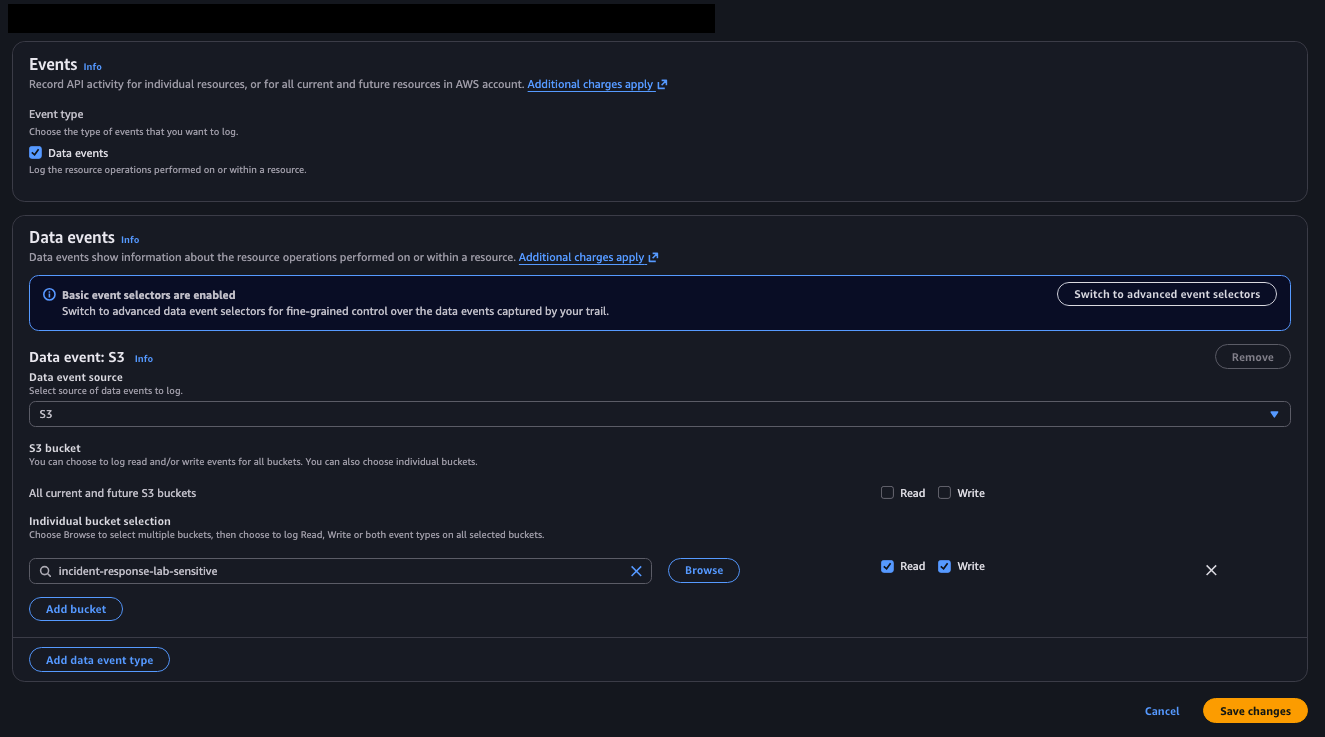 Events Info
Record API activity for individual resources, or for all current and future resources in AWS account. Additional charges apply
Event type
Choose the type of events that you want to log.
Data events
Log the resource operations performed on or within a resource.
Data events Info
Data events show information about the resource operations performed on or within a resource. Additional charges apply
Basic event selectors are enabled
Switch to advanced data event selectors for fine-grained control over the data events captured by your trail.
Switch to advanced event selectors
Data event: S3 Info
Remove
Data event source
Select source of data events to log.
S3
S3 bucket
You can choose to log read and/or write events for all buckets. You can also choose individual buckets.
All current and future S3 buckets
Read Write
Individual bucket selection
Choose Browse to select multiple buckets, then choose to log Read, Write or both event types on all selected buckets.
incident-response-lab-sensitive
Browse
Read Write
Add bucket
Add data event type
Cancel
Save changes